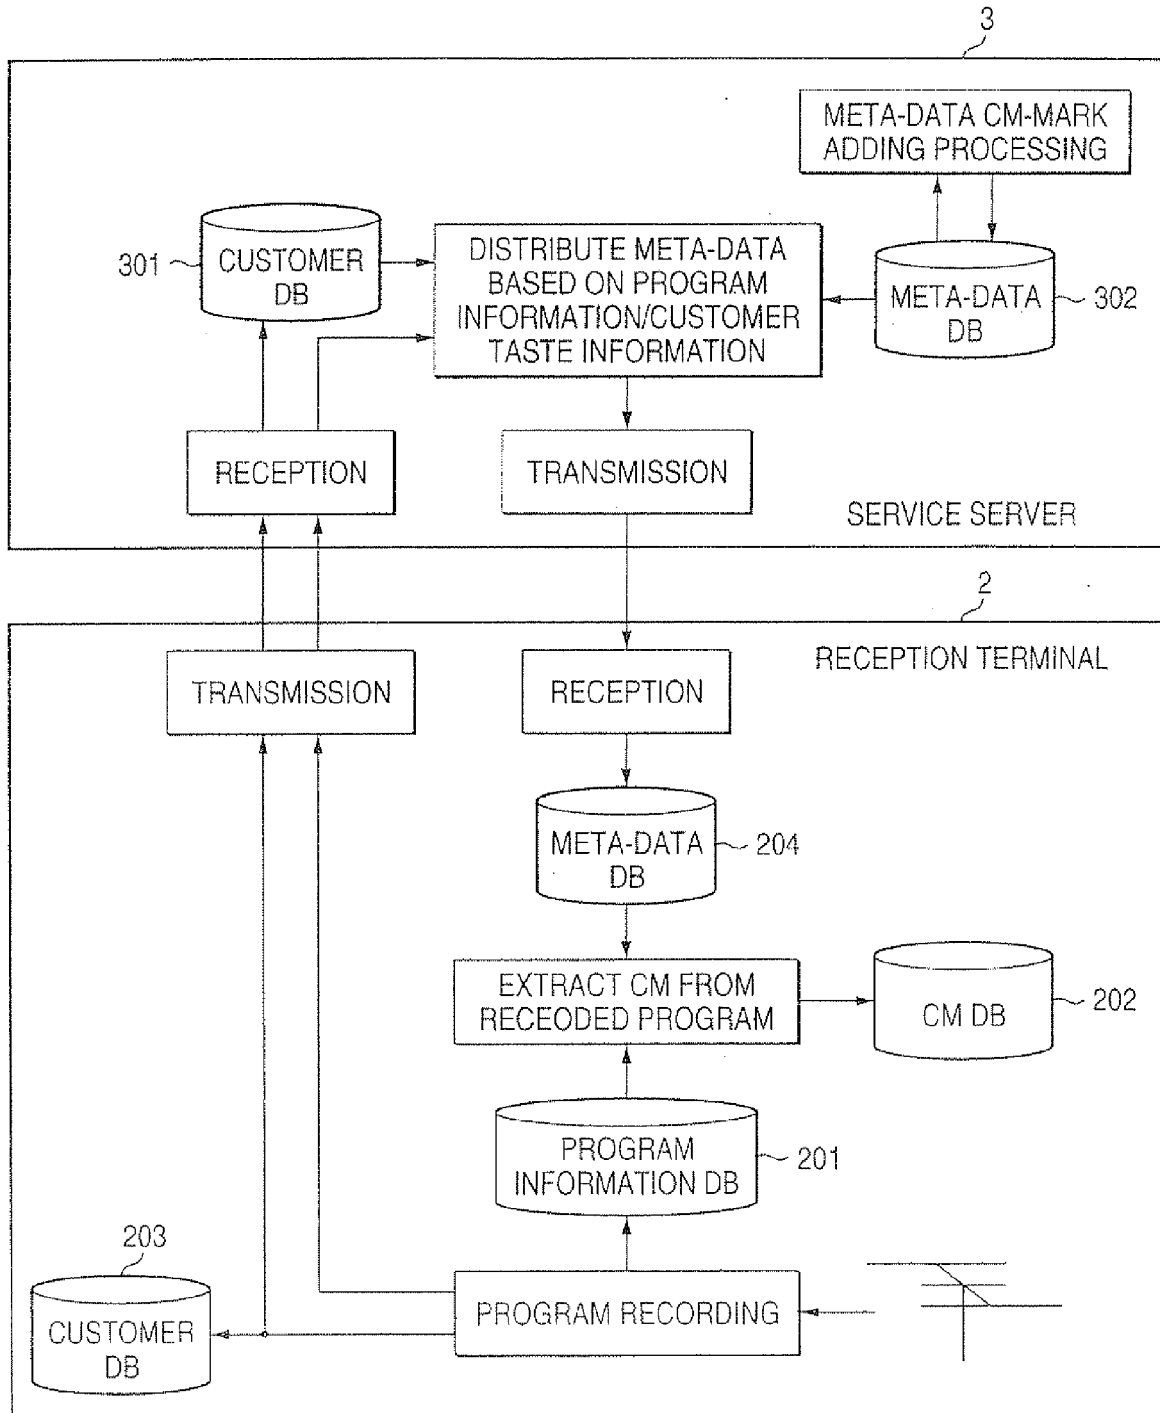 3
META-DATA CM-MARK
ADDING PROCESSING
301
CUSTOMER
DB
DISTRIBUTE META-DATA
BASED ON PROGRAM
INFORMATION/CUSTOMER
TASTE INFORMATION
META-DATA
DB
302
RECEPTION
TRANSMISSION
SERVICE SERVER
2
RECEPTION TERMINAL
TRANSMISSION
RECEPTION
META-DATA
DB
204
EXTRACT CM FROM
RECEODED PROGRAM
CM DB
202
PROGRAM
INFORMATION DB
201
203
CUSTOMER
DB
PROGRAM RECORDING